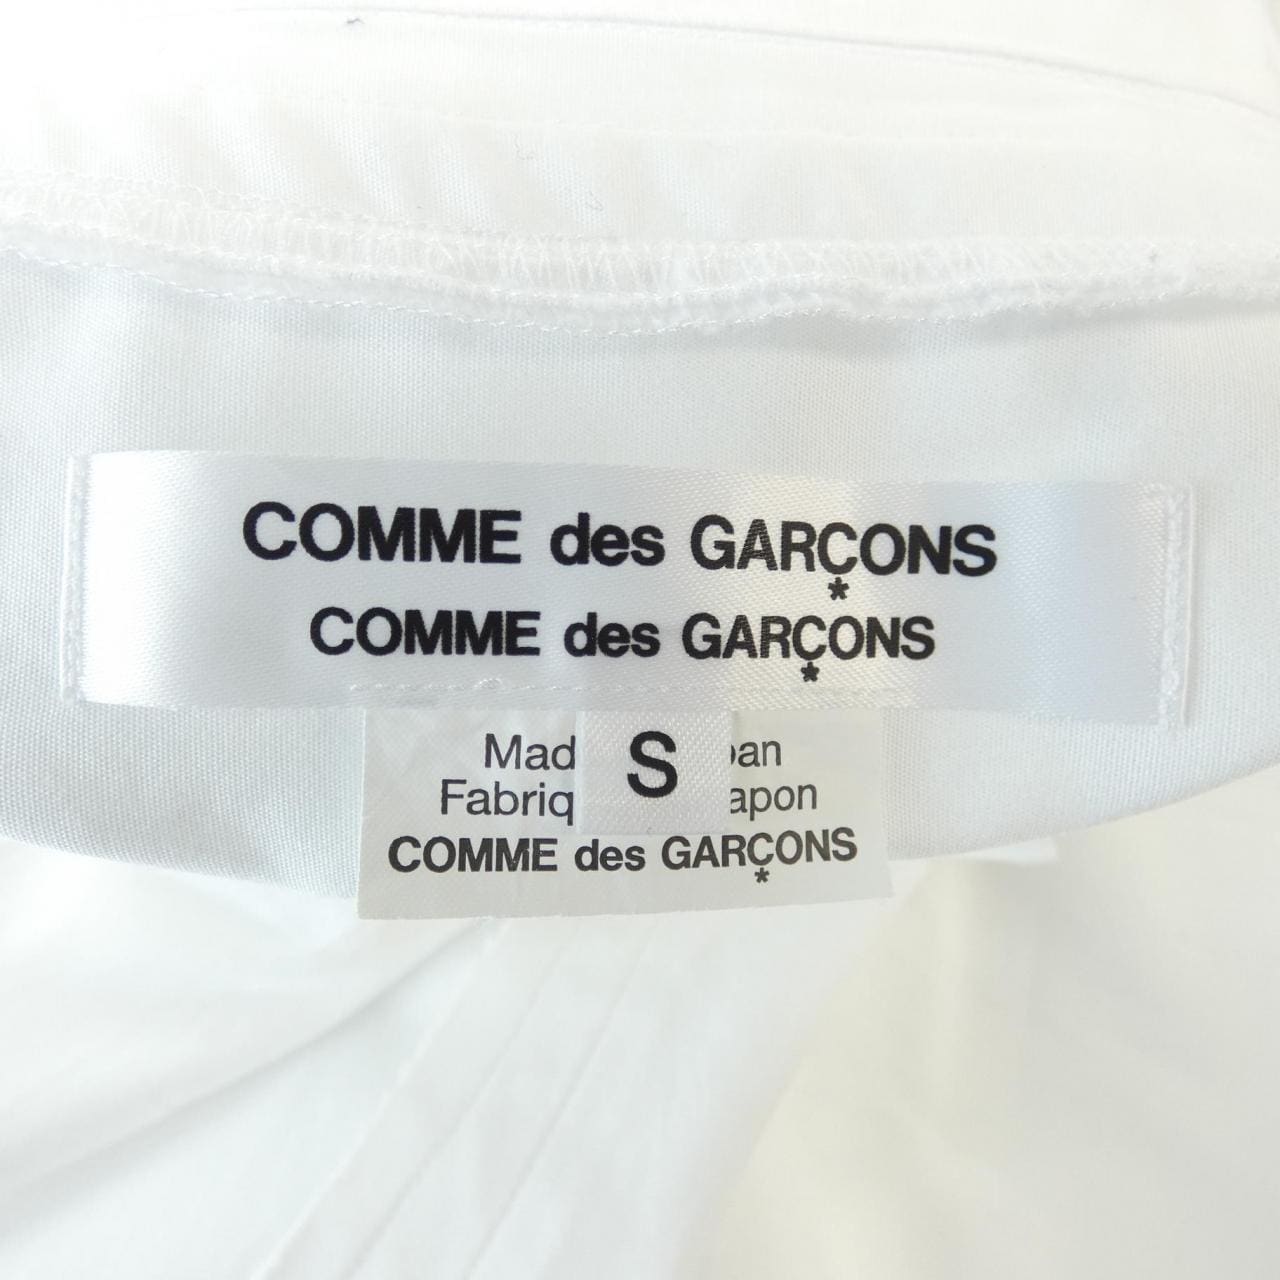 COMME des GARÇONS
*
COMME des GARÇONS
*
Mad S pan
Fabriq apon
COMME des GARÇONS
*